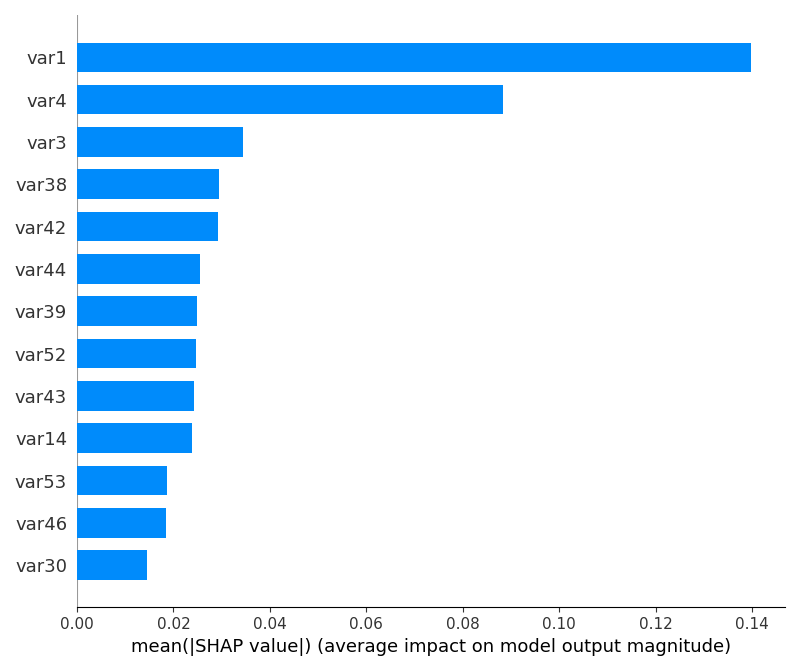 var1
var4
var3
var38
var42
var44
var39
var52
var43
var14
var53
var46
var30
0.00 0.02 0.04 0.06 0.08 0.10 0.12 0.14
mean(|SHAP value|) (average impact on model output magnitude)